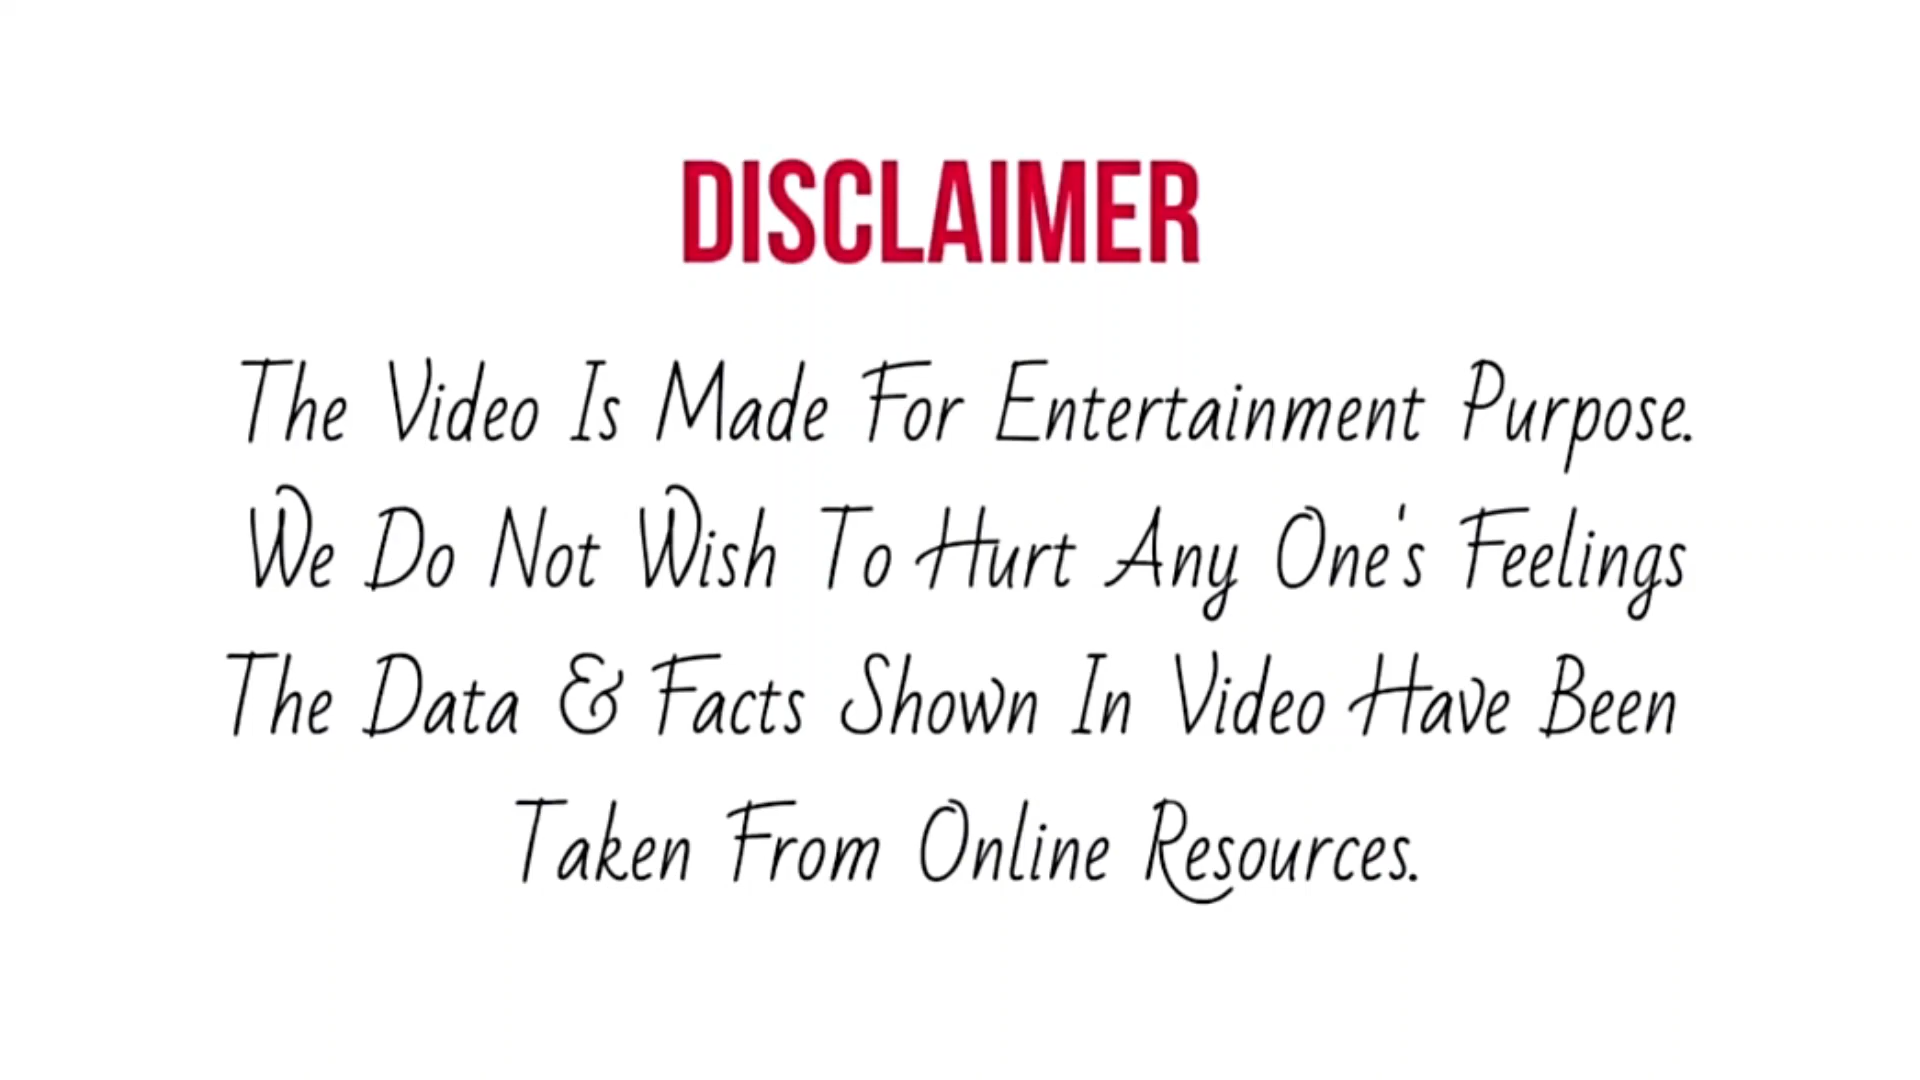 DISCLAIMER
The Video Is Made For Entertainment Purpose.
We Do Not Wish To Hurt Any One's Feelings
The Data & Facts Shown In Video Have Been
Taken From Online Resources.